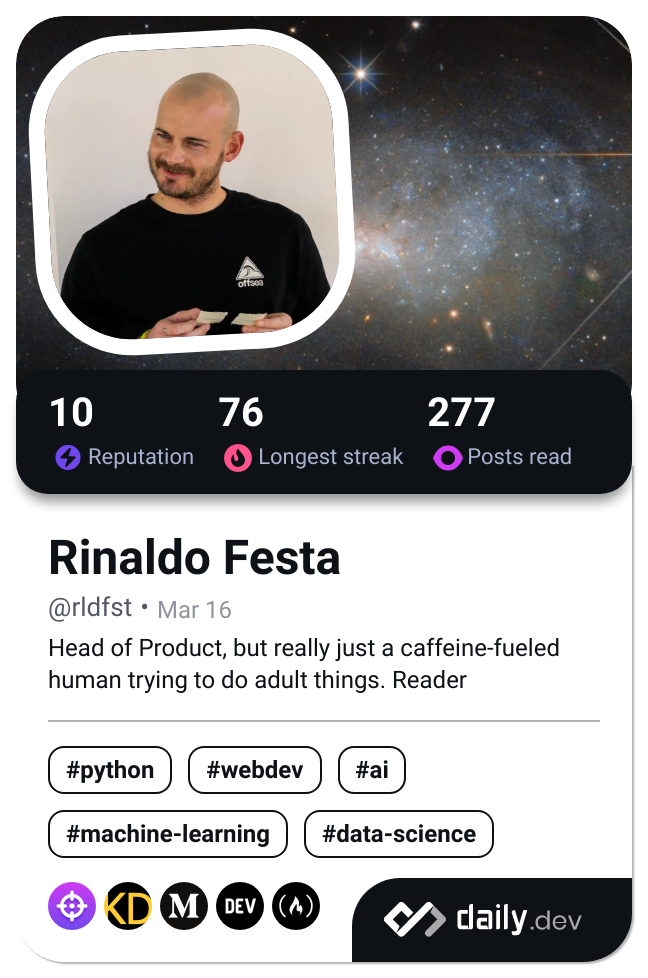 offsea
10 76 277
Reputation Longest streak Posts read
Rinaldo Festa
@rldfst • Mar 16
Head of Product, but really just a caffeine-fueled
human trying to do adult things. Reader
#python #webdev #ai
#machine-learning #data-science
KD M DEV
daily.dev